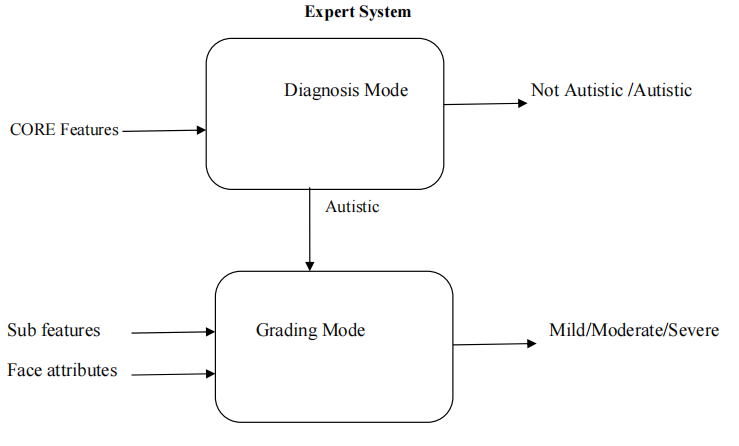 Expert System
Diagnosis Mode
Not Autistic /Autistic
CORE Features
Autistic
Sub features
Grading Mode
Mild/Moderate/Severe
Face attributes